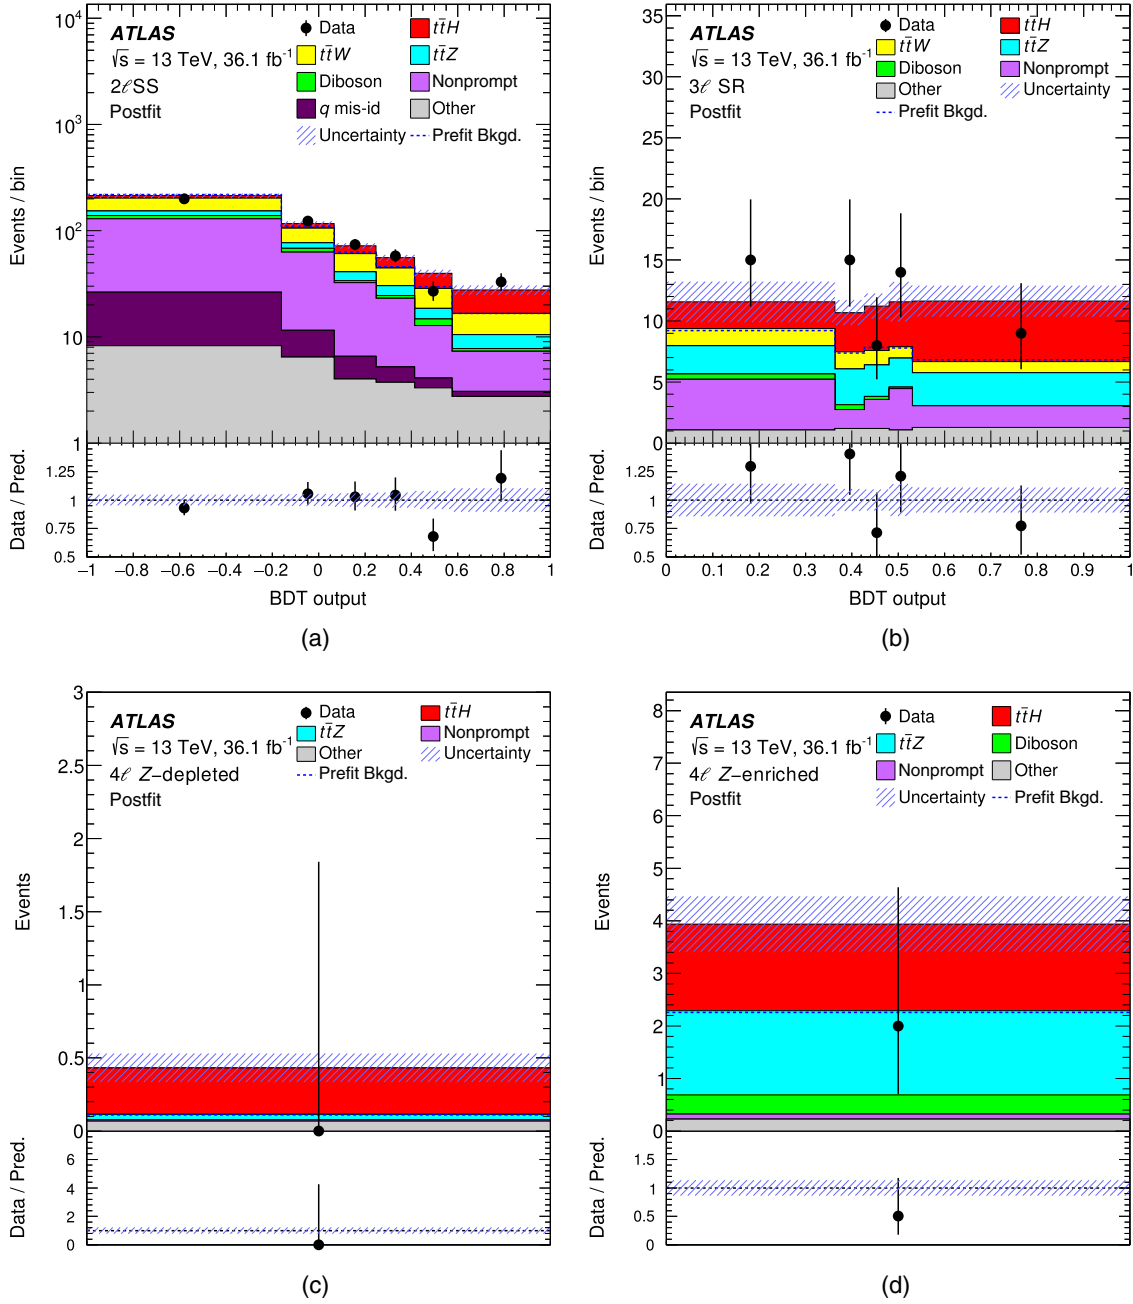 10⁴
ATLAS
√s = 13 TeV, 36.1 fb⁻¹
2ℓSS
Postfit
Data
tt̄H
tt̄W
tt̄Z
Diboson
Nonprompt
q mis-id
Other
Uncertainty
Prefit Bkgd.
10³
10²
10
1
Events / bin
1.25
1
0.75
0.5
Data / Pred.
−1 −0.8 −0.6 −0.4 −0.2 0 0.2 0.4 0.6 0.8 1
BDT output
(a)
35
30
25
20
15
10
5
0
Events / bin
ATLAS
√s = 13 TeV, 36.1 fb⁻¹
3ℓ SR
Postfit
Data
tt̄H
tt̄W
tt̄Z
Diboson
Nonprompt
Other
Uncertainty
Prefit Bkgd.
1.25
1
0.75
0.5
Data / Pred.
0 0.1 0.2 0.3 0.4 0.5 0.6 0.7 0.8 0.9 1
BDT output
(b)
3
2.5
2
1.5
1
0.5
0
Events
ATLAS
√s = 13 TeV, 36.1 fb⁻¹
4ℓ Z-depleted
Postfit
Data
tt̄H
tt̄Z
Nonprompt
Other
Uncertainty
Prefit Bkgd.
6
4
2
0
Data / Pred.
(c)
8
7
6
5
4
3
2
1
0
Events
ATLAS
√s = 13 TeV, 36.1 fb⁻¹
4ℓ Z-enriched
Postfit
Data
tt̄H
tt̄Z
Diboson
Nonprompt
Other
Uncertainty
Prefit Bkgd.
1.5
1
0.5
0
Data / Pred.
(d)